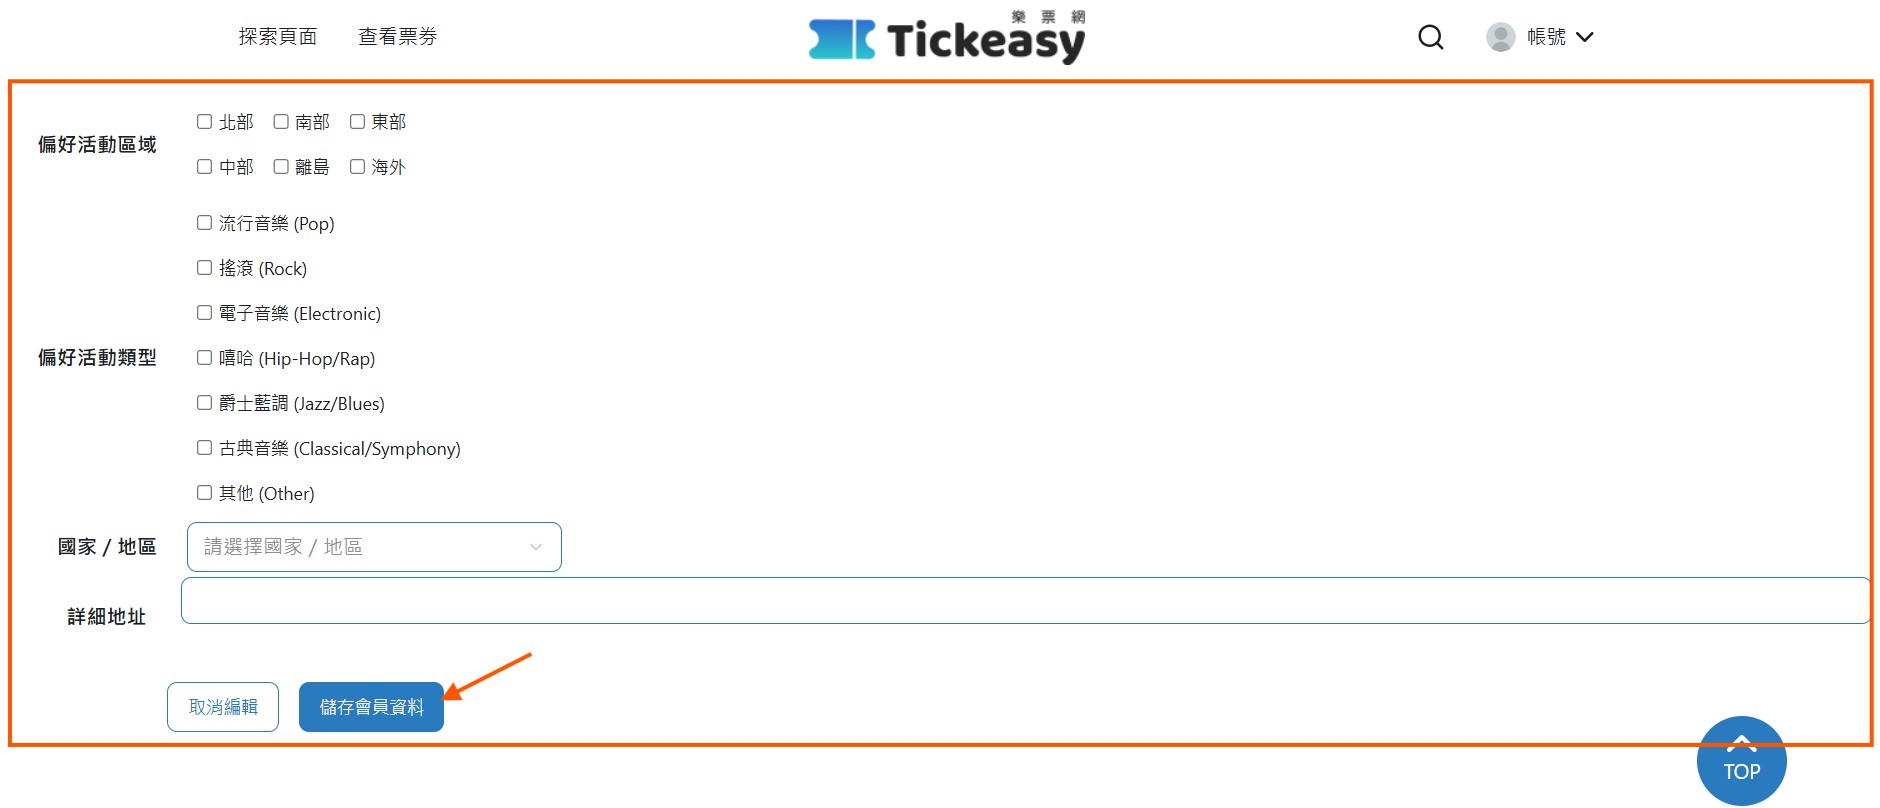 探索頁面 查看票券 樂票網 Tickeasy 帳號
偏好活動區域
北部 南部 東部
中部 離島 海外
偏好活動類型
流行音樂 (Pop)
搖滾 (Rock)
電子音樂 (Electronic)
嘻哈 (Hip-Hop/Rap)
爵士藍調 (Jazz/Blues)
古典音樂 (Classical/Symphony)
其他 (Other)
國家 / 地區 請選擇國家 / 地區
詳細地址
取消編輯 儲存會員資料
TOP